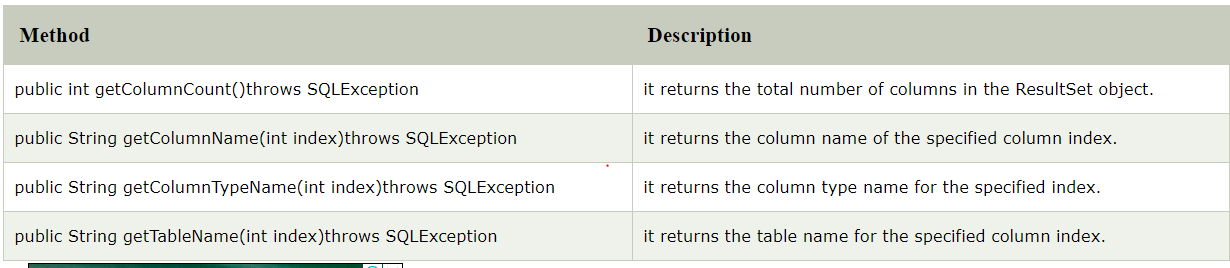 Method Description
public int getColumnCount()throws SQLException it returns the total number of columns in the ResultSet object.
public String getColumnName(int index)throws SQLException it returns the column name of the specified column index.
public String getColumnTypeName(int index)throws SQLException it returns the column type name for the specified index.
public String getTableName(int index)throws SQLException it returns the table name for the specified column index.